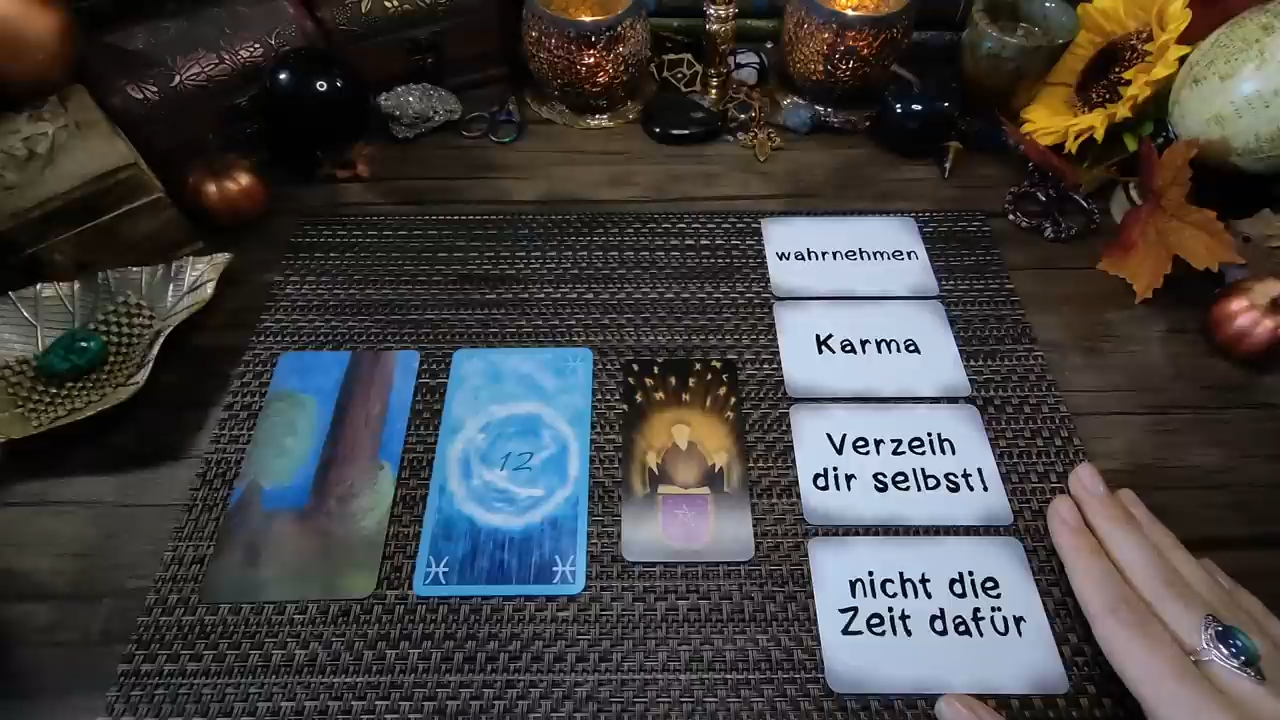 wahrnehmen
Karma
Verzeih
dir selbst!
nicht die
Zeit dafür
12
♓
♓ ♓